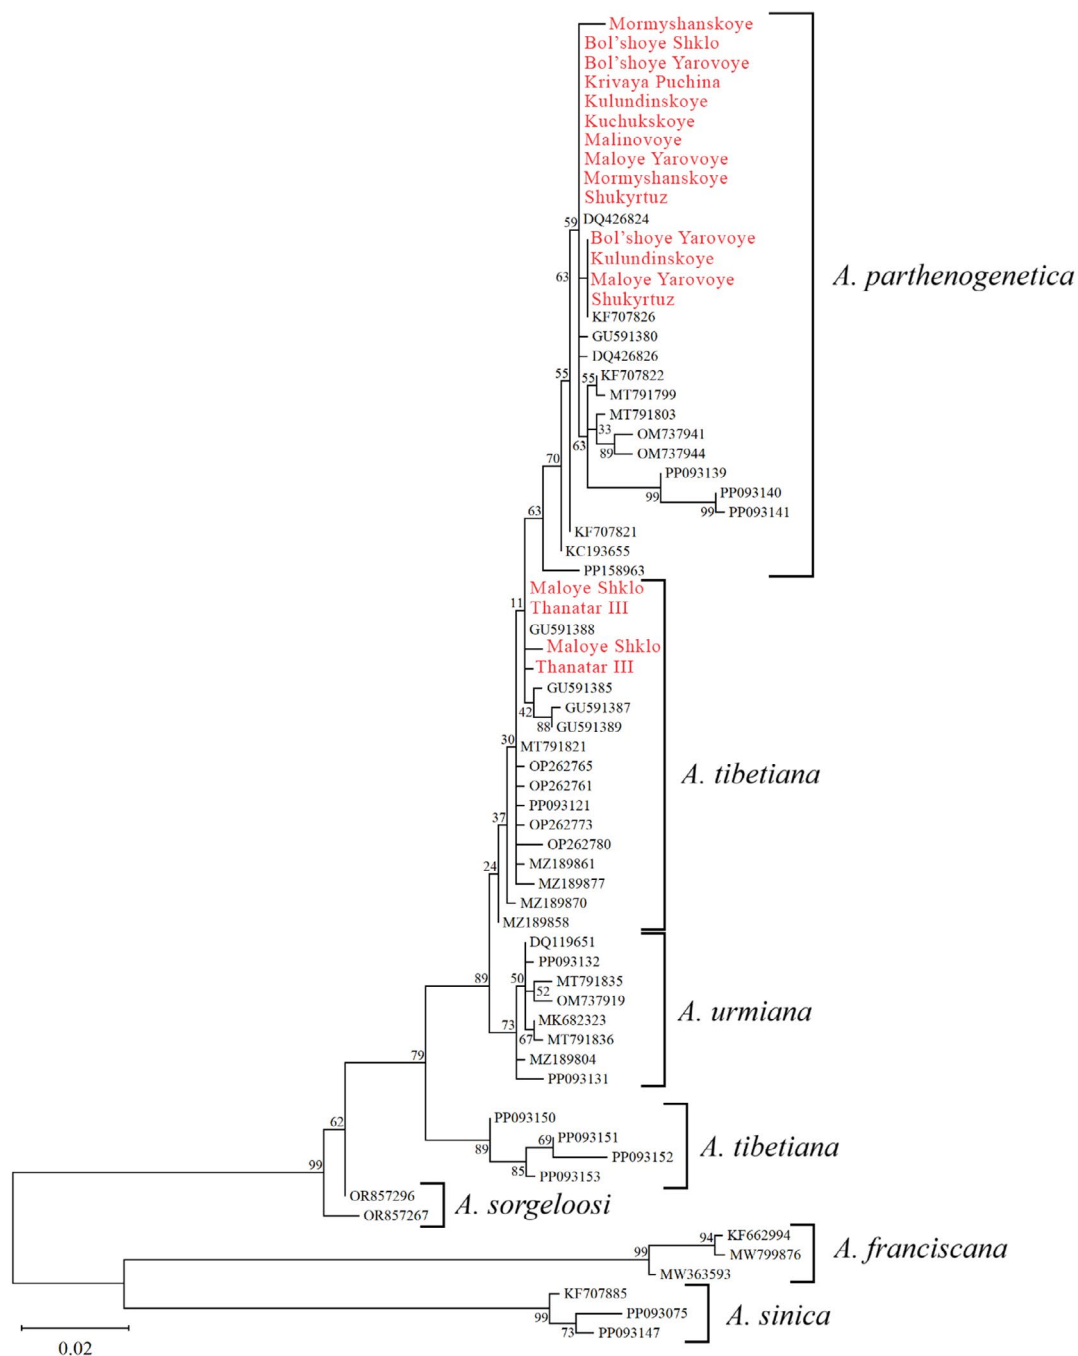 Mormyshanskoye
Bol'shoye Shklo
Bol'shoye Yarovoye
Krivaya Puchina
Kulundinskoye
Kuchukskoye
Malinovoye
Maloye Yarovoye
Mormyshanskoye
Shukyrtuz
59
DQ426824
Bol'shoye Yarovoye
Kulundinskoye
63
Maloye Yarovoye
A. parthenogenetica
Shukyrtuz
KF707826
GU591380
DQ426826
55
55
KF707822
MT791799
MT791803
33
OM737941
63
89
OM737944
70
PP093139
99
PP093140
99
PP093141
63
KF707821
KC193655
PP158963
Maloye Shklo
11
Thanatar III
GU591388
Maloye Shklo
Thanatar III
GU591385
42
GU591387
88
GU591389
30
MT791821
OP262765
A. tibetiana
OP262761
PP093121
37
OP262773
OP262780
24
MZ189861
MZ189877
MZ189870
MZ189858
DQ119651
PP093132
89
50
MT791835
52
OM737919
A. urmiana
73
MK682323
67
MT791836
79
MZ189804
PP093131
62
PP093150
69
PP093151
A. tibetiana
89
PP093152
99
85
PP093153
OR857296
A. sorgeloosi
OR857267
94
KF662994
99
MW799876
A. franciscana
MW363593
KF707885
99
PP093075
A. sinica
73
PP093147
0.02